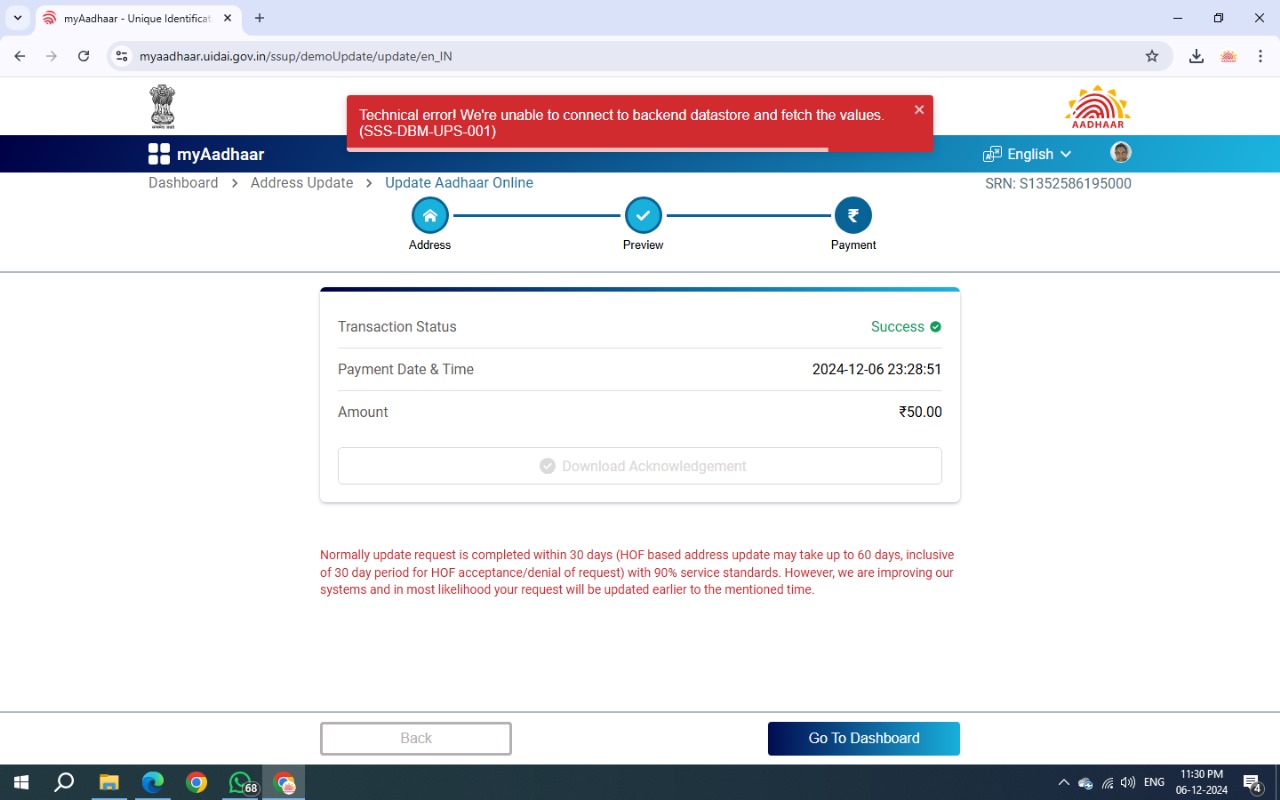 myAadhaar - Unique Identificat
myaadhaar.uidai.gov.in/ssup/demoUpdate/update/en_IN
Technical error! We're unable to connect to backend datastore and fetch the values.
(SSS-DBM-UPS-001)
AADHAAR
myAadhaar
English
Dashboard > Address Update > Update Aadhaar Online
SRN: S1352586195000
Address
Preview
₹
Payment
Transaction Status
Success
Payment Date & Time
2024-12-06 23:28:51
Amount
₹50.00
Download Acknowledgement
Normally update request is completed within 30 days (HOF based address update may take up to 60 days, inclusive
of 30 day period for HOF acceptance/denial of request) with 90% service standards. However, we are improving our
systems and in most likelihood your request will be updated earlier to the mentioned time.
Back
Go To Dashboard
68
ENG
11:30 PM
06-12-2024
4